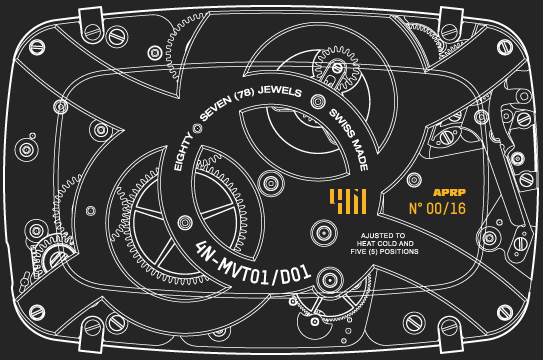 EIGHTY SEVEN (78) JEWELS SWISS MADE
4N
APRP
N° 00/16
AJUSTED TO
HEAT COLD AND
FIVE (5) POSITIONS
4N-MVT01/D01